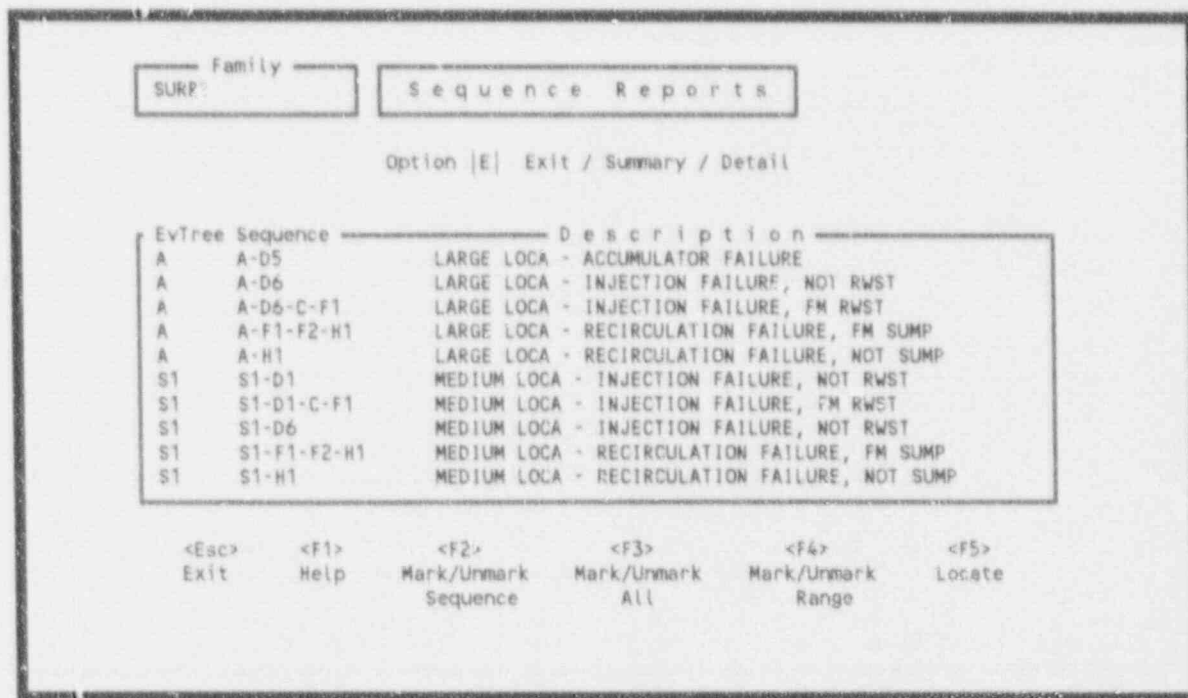 Family
SURR
Sequence Reports
Option |E| Exit / Summary / Detail
EvTree Sequence Description
A A-D5 LARGE LOCA - ACCUMULATOR FAILURE
A A-D6 LARGE LOCA - INJECTION FAILURE, NOT RWST
A A-D6-C-F1 LARGE LOCA - INJECTION FAILURE, FM RWST
A A-F1-F2-H1 LARGE LOCA - RECIRCULATION FAILURE, FM SUMP
A A-H1 LARGE LOCA - RECIRCULATION FAILURE, NOT SUMP
S1 S1-D1 MEDIUM LOCA - INJECTION FAILURE, NOT RWST
S1 S1-D1-C-F1 MEDIUM LOCA - INJECTION FAILURE, FM RWST
S1 S1-D6 MEDIUM LOCA - INJECTION FAILURE, NOT RWST
S1 S1-F1-F2-H1 MEDIUM LOCA - RECIRCULATION FAILURE, FM SUMP
S1 S1-H1 MEDIUM LOCA - RECIRCULATION FAILURE, NOT SUMP
<Esc> <F1> <F2> <F3> <F4> <F5>
Exit Help Mark/Unmark Mark/Unmark Mark/Unmark Locate
Sequence All Range